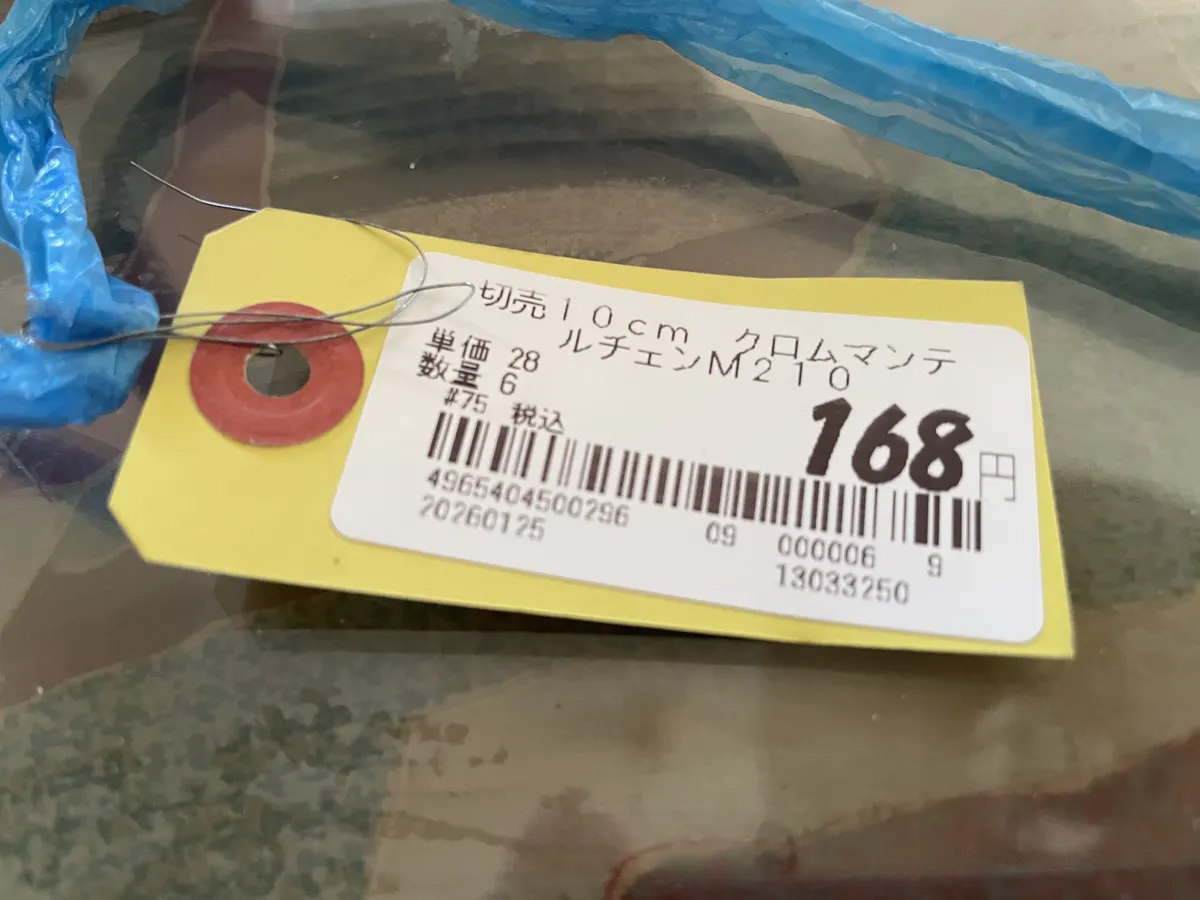 切売１０ｃｍ　クロムマンテ
ルチェンＭ２１０
単価 28
数量 6
#75 税込
168円
4965404500296 09 000006 9
20260125 13033250